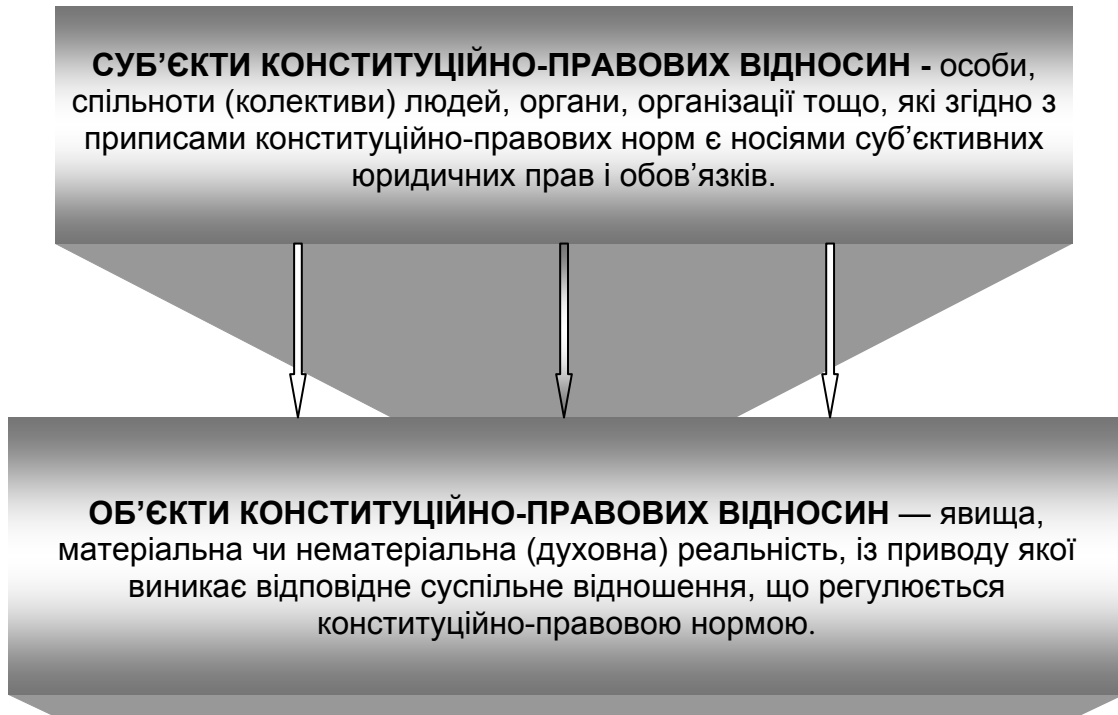 СУБ’ЄКТИ КОНСТИТУЦІЙНО-ПРАВОВИХ ВІДНОСИН - особи,
спільноти (колективи) людей, органи, організації тощо, які згідно з
приписами конституційно-правових норм є носіями суб’єктивних
юридичних прав і обов’язків.
ОБ’ЄКТИ КОНСТИТУЦІЙНО-ПРАВОВИХ ВІДНОСИН — явища,
матеріальна чи нематеріальна (духовна) реальність, із приводу якої
виникає відповідне суспільне відношення, що регулюється
конституційно-правовою нормою.